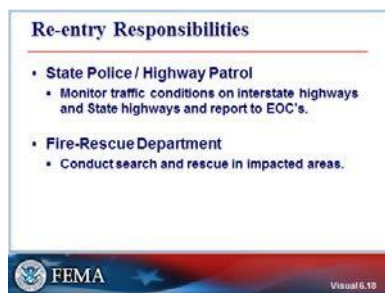 Re-entry Responsibilities
• State Police / Highway Patrol
▪ Monitor traffic conditions on interstate highways
and State highways and report to EOC's.
• Fire-Rescue Department
▪ Conduct search and rescue in impacted areas.
FEMA
Visual 6.18